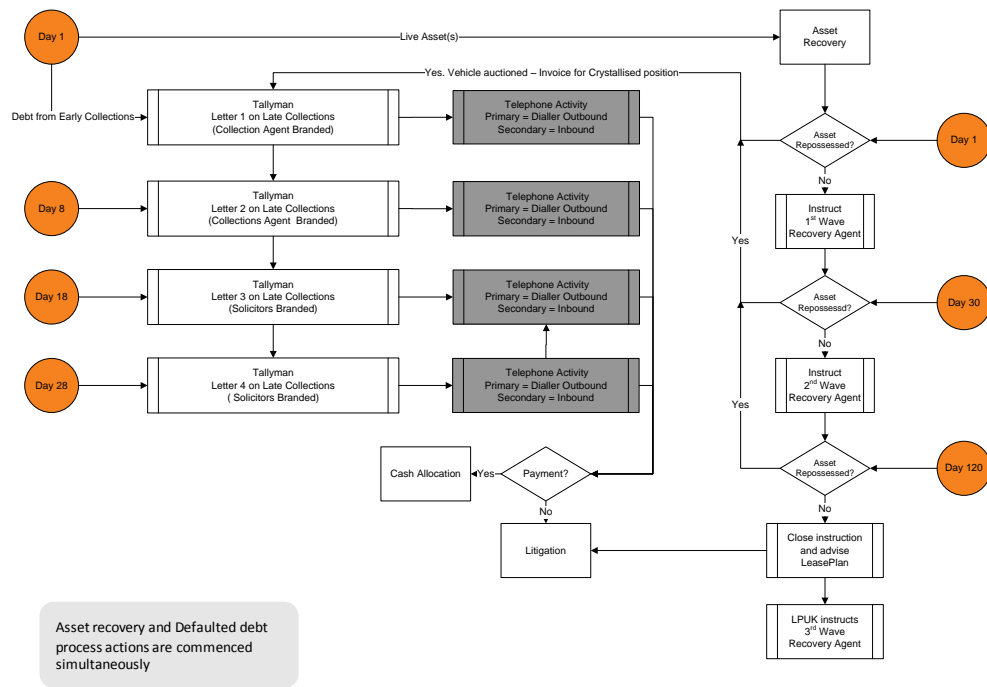 Day 1
Live Asset(s)
Asset
Recovery
Yes. Vehicle auctioned – Invoice for Crystallised position
Debt from Early Collections
Tallyman
Letter 1 on Late Collections
(Collection Agent Branded)
Telephone Activity
Primary = Dialler Outbound
Secondary = Inbound
Asset
Repossessed?
Day 1
No
Day 8
Tallyman
Letter 2 on Late Collections
(Collections Agent Branded)
Telephone Activity
Primary = Dialler Outbound
Secondary = Inbound
Instruct
1st Wave
Recovery Agent
Yes
Day 18
Tallyman
Letter 3 on Late Collections
(Solicitors Branded)
Telephone Activity
Primary = Dialler Outbound
Secondary = Inbound
Asset
Repossessd?
Day 30
No
Day 28
Tallyman
Letter 4 on Late Collections
( Solicitors Branded)
Telephone Activity
Primary = Dialler Outbound
Secondary = Inbound
Instruct
2nd Wave
Recovery Agent
Yes
Cash Allocation
Yes
Payment?
Asset
Repossessed?
Day 120
No
No
Litigation
Close instruction
and advise
LeasePlan
LPUK instructs
3rd Wave
Recovery Agent
Asset recovery and Defaulted debt
process actions are commenced
simultaneously